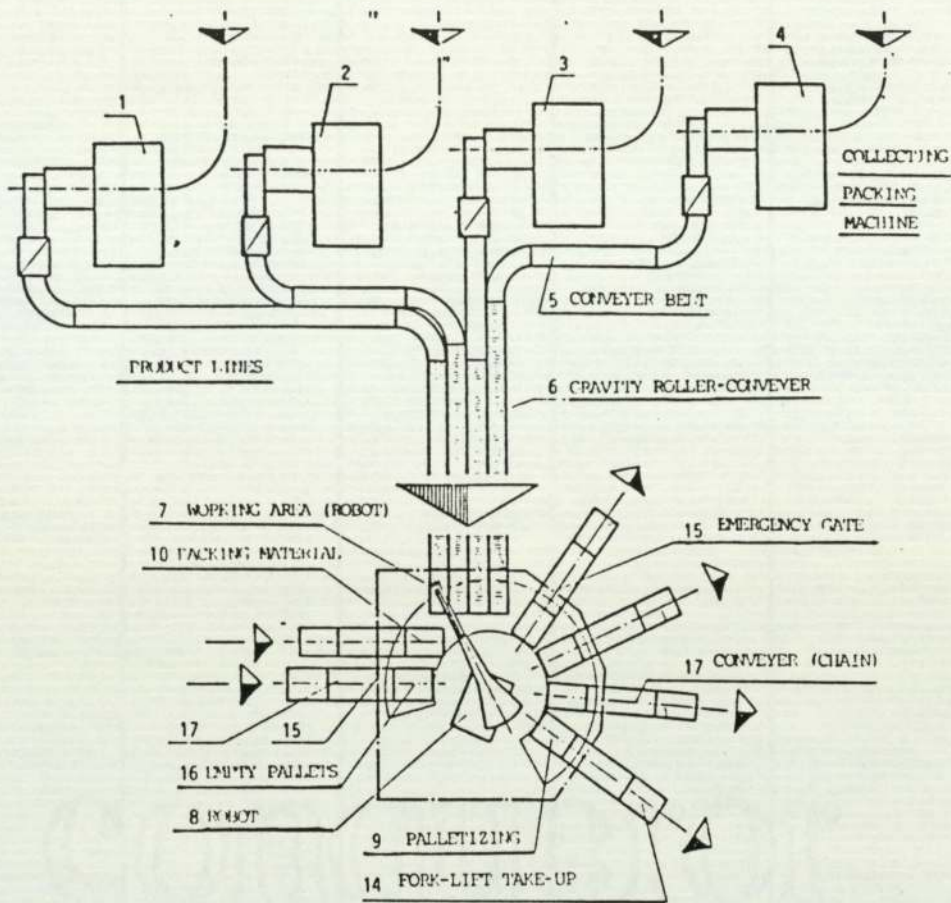 1
2
3
4
COLLECTING
PACKING
MACHINE
5 CONVEYER BELT
PRODUCT LINES
6 GRAVITY ROLLER-CONVEYER
7 WORKING AREA (ROBOT)
10 PACKING MATERIAL
15 EMERGENCY GATE
17 CONVEYER (CHAIN)
17
15
16 EMPTY PALLETS
8 ROBOT
9 PALLETIZING
14 FORK-LIFT TAKE-UP